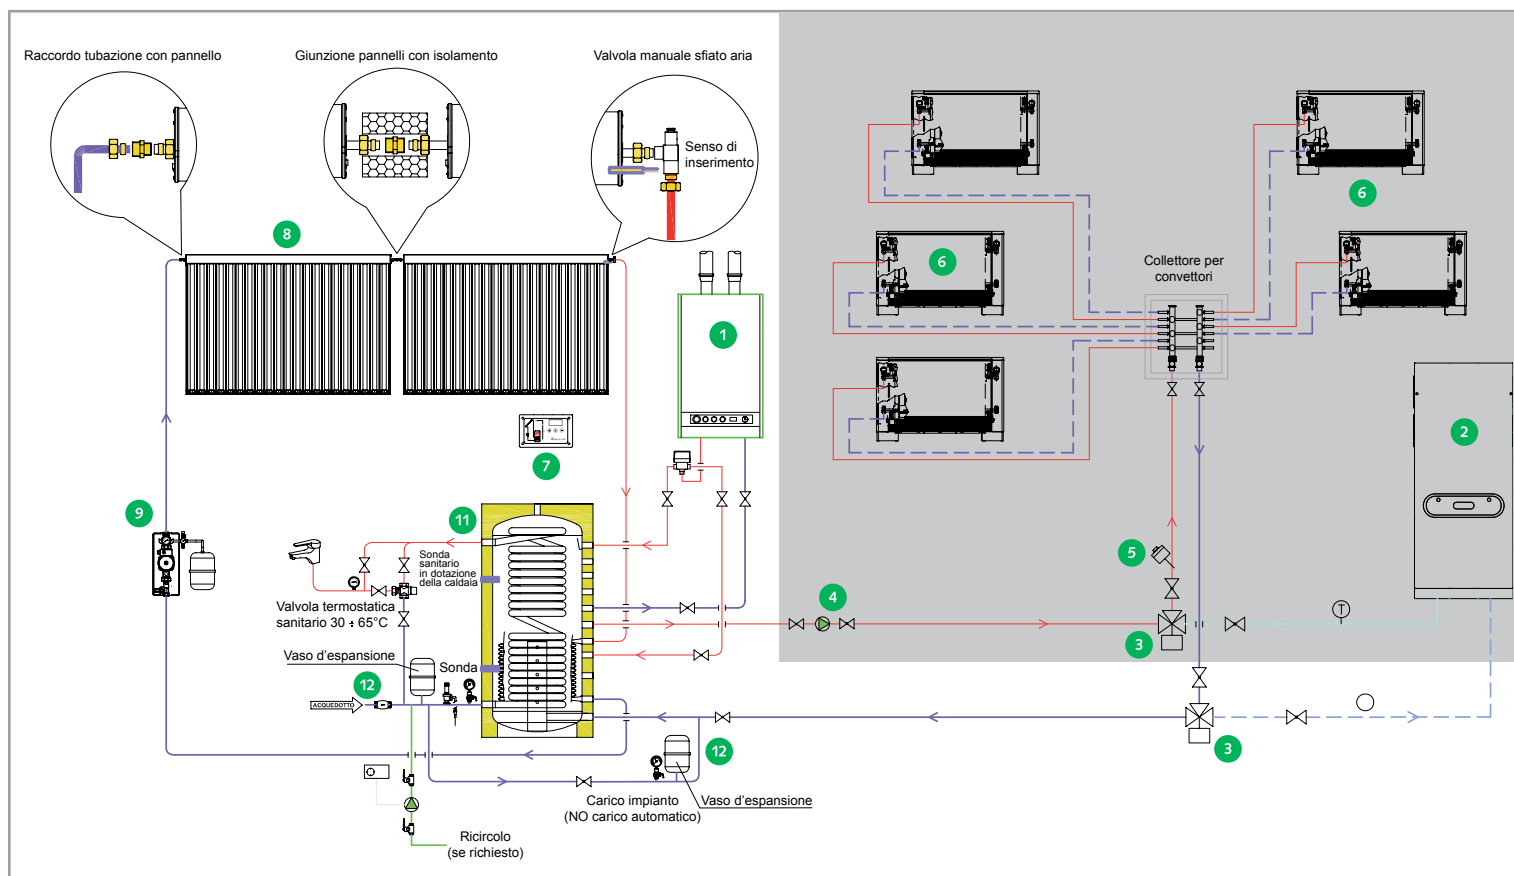 Raccordo tubazione con pannello
Giunzione pannelli con isolamento
Valvola manuale sfiato aria
Senso di
inserimento
8
6
6
Collettore per
convettori
1
2
7
9
11
Sonda
sanitario
in dotazione
della caldaia
5
4
3
T
Valvola termostatica
sanitario 30 ÷ 65°C
Vaso d'espansione
Sonda
12
ACQUEDOTTO
12
3
Carico impianto
(NO carico automatico)
Vaso d'espansione
Ricircolo
(se richiesto)